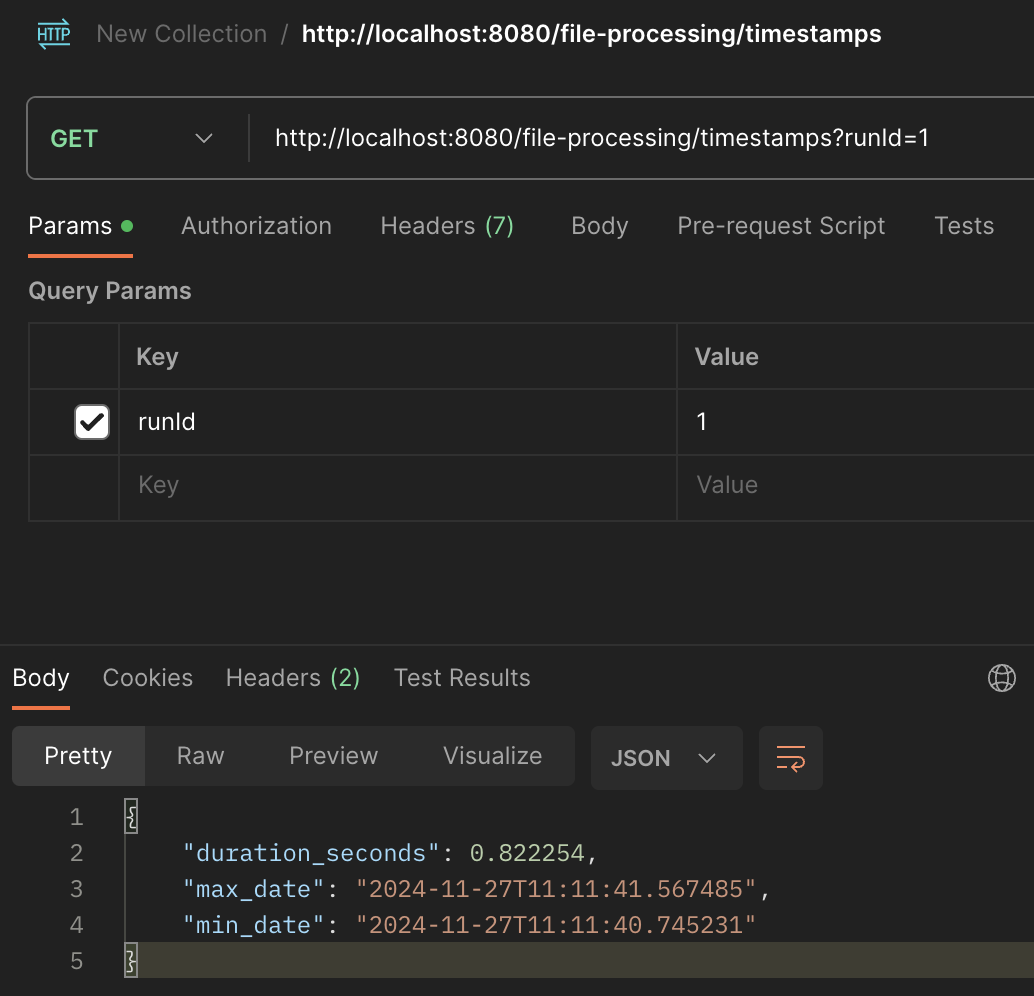 HTTP New Collection / http://localhost:8080/file-processing/timestamps
GET http://localhost:8080/file-processing/timestamps?runId=1
Params Authorization Headers (7) Body Pre-request Script Tests
Query Params
Key Value
runId 1
Key Value
Body Cookies Headers (2) Test Results
Pretty Raw Preview Visualize JSON
1 {
2 "duration_seconds": 0.822254,
3 "max_date": "2024-11-27T11:11:41.567485",
4 "min_date": "2024-11-27T11:11:40.745231"
5 }